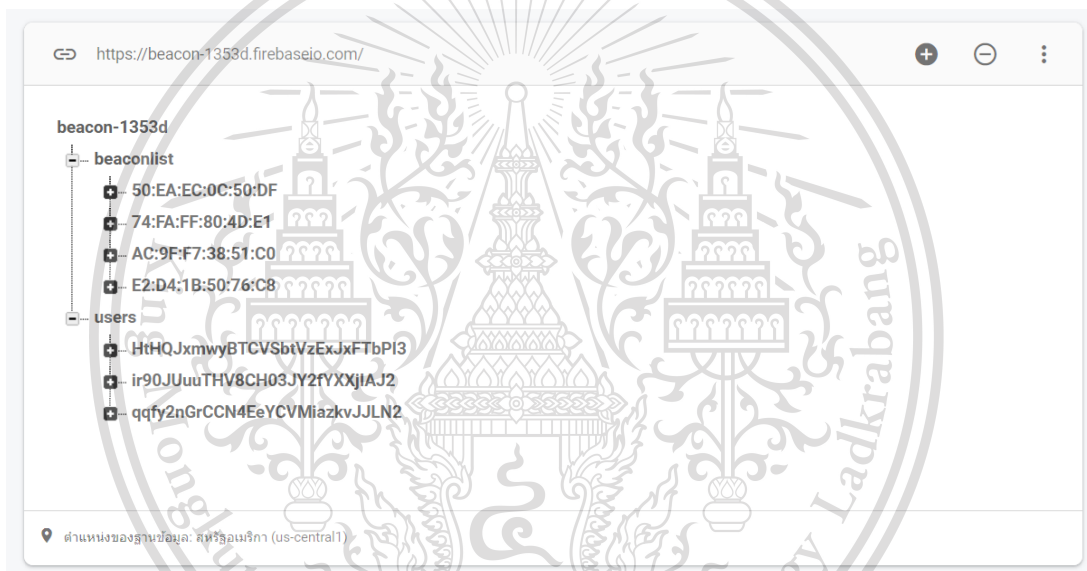 https://beacon-1353d.firebaseio.com/
beacon-1353d
beaconlist
50:EA:EC:0C:50:DF
74:FA:FF:80:4D:E1
AC:9F:F7:38:51:C0
E2:D4:1B:50:76:C8
users
HtHQJxmwyBTCVSbtVzExJxFTbPI3
ir90JUuuTHV8CH03JY2fYXXjIAJ2
qqfy2nGrCCN4EeYCVMiazkvJJLN2
ตำแหน่งของฐานข้อมูล: สหรัฐอเมริกา (us-central1)
Ladkrabang